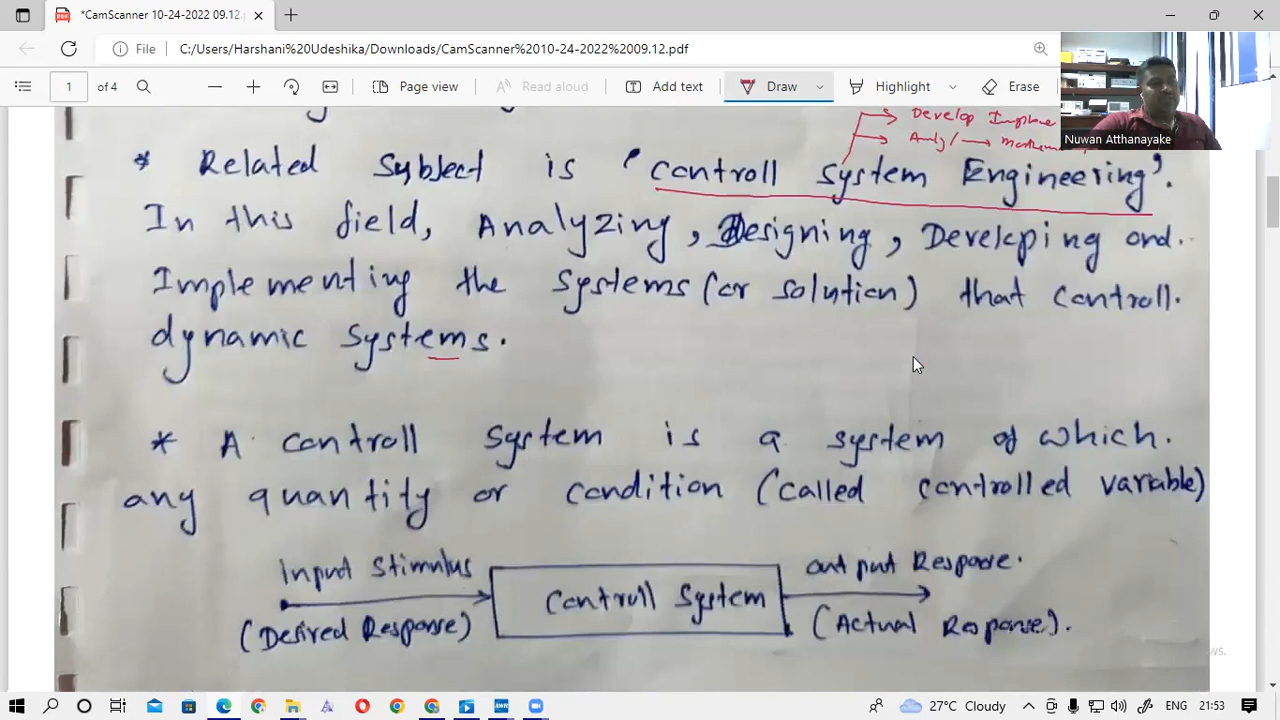 *CamScanner 10-24-2022 09.12.
File C:/Users/Harshani%20Udeshika/Downloads/CamScanner%2010-24-2022%2009.12.pdf
1 of 4 Page view Read aloud Add text Draw Highlight Erase
Nuwan Atthanayake
Develop
* Related Subject is 'Controll System Engineering'.
In this field, Analyzing, Designing, Developing and
Implementing the systems (or solution) that controll
dynamic systems.
* A controll system is a system of which
any quantity or condition (called controlled variable)
Input Stimulus
output Response.
Controll System
(Desired Response)
(Actual Response).
27°C Cloudy ENG 21:53